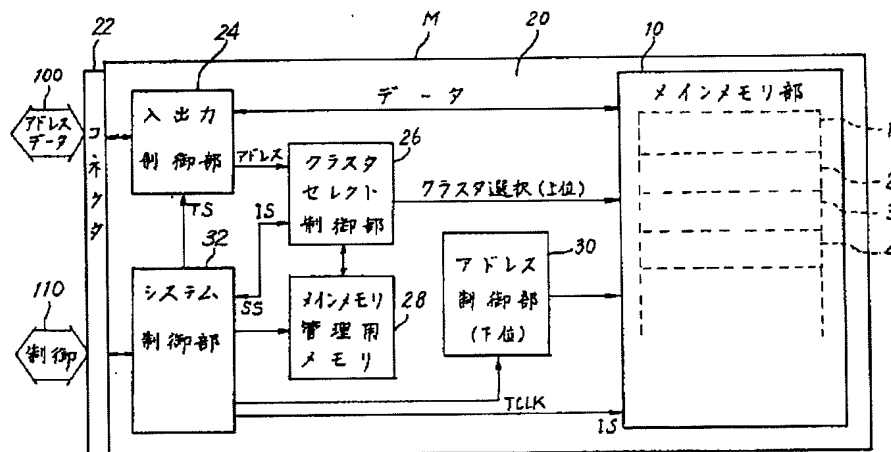 22
M
20
10
100
24
アドレス
データ
コネクタ
入出力
制御部
データ
メインメモリ部
1
2
3
4
アドレス
26
クラスタ
セレクト
制御部
クラスタ選択(上位)
TS
IS
32
30
システム
制御部
SS
メインメモリ
管理用
メモリ
28
アドレス
制御部
(下位)
110
制御
TCLK
IS